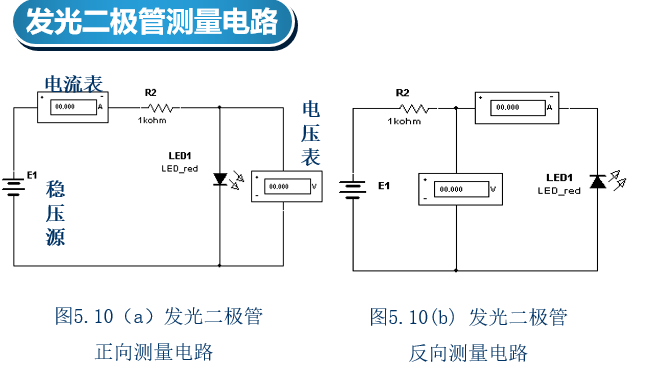 发光二极管测量电路
电流表
+ -
00.000 A
R2
1kohm
LED1
LED_red
E1
稳压源
电压表
+
00.000 V
-
R2
1kohm
+ -
00.000 A
+
00.000 V
-
E1
LED1
LED_red
图5.10（a）发光二极管
正向测量电路
图5.10(b) 发光二极管
反向测量电路